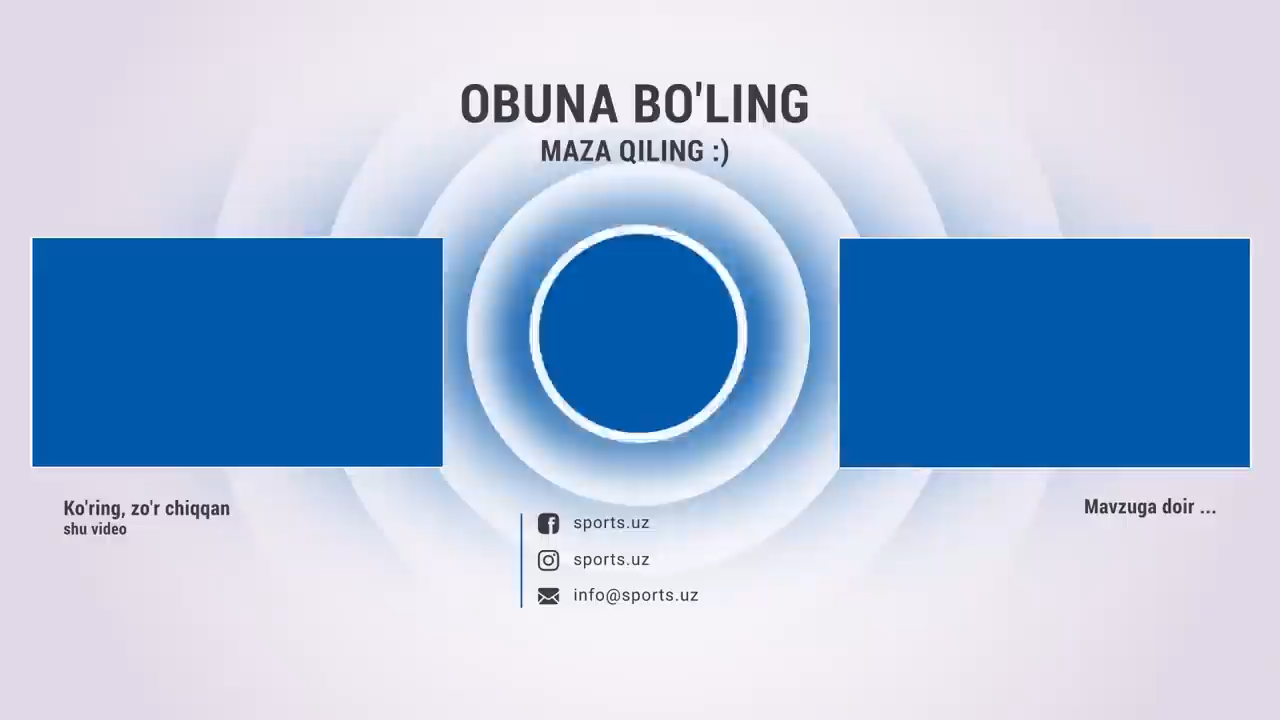 OBUNA BO'LING
MAZA QILING :)
Ko'ring, zo'r chiqqan
shu video
Mavzuga doir ...
sports.uz
sports.uz
info@sports.uz